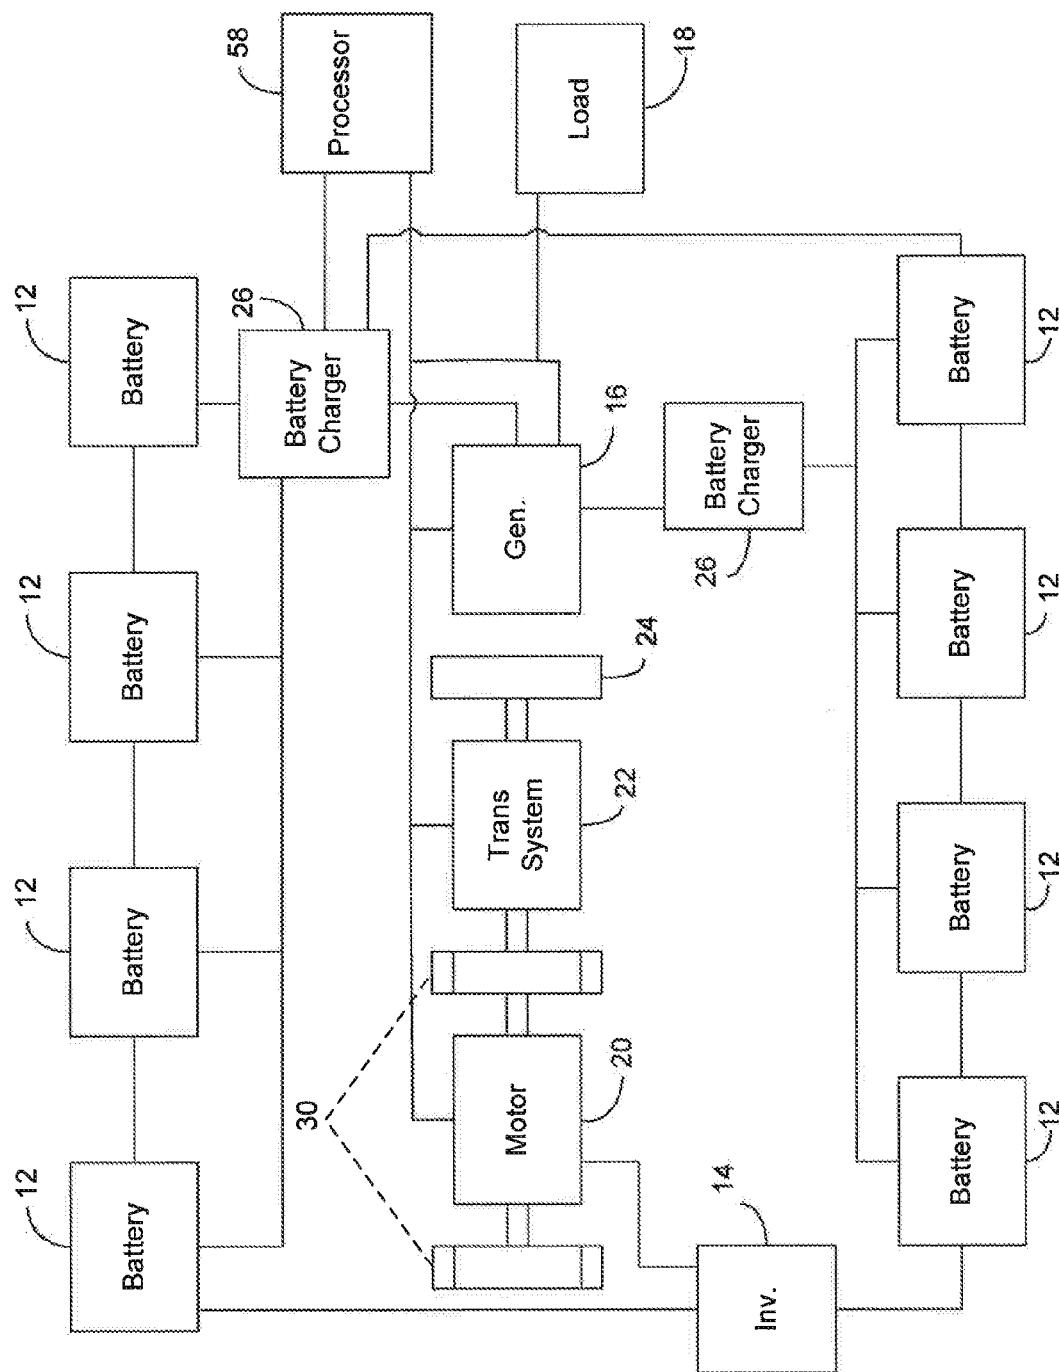 12
12
12
12
Battery
Battery
Battery
Battery
58
Processor
26
Battery
Charger
30
Motor
20
Trans
System
22
24
Gen.
16
Load
18
14
Inv.
Battery
Charger
26
Battery
Battery
Battery
Battery
12
12
12
12